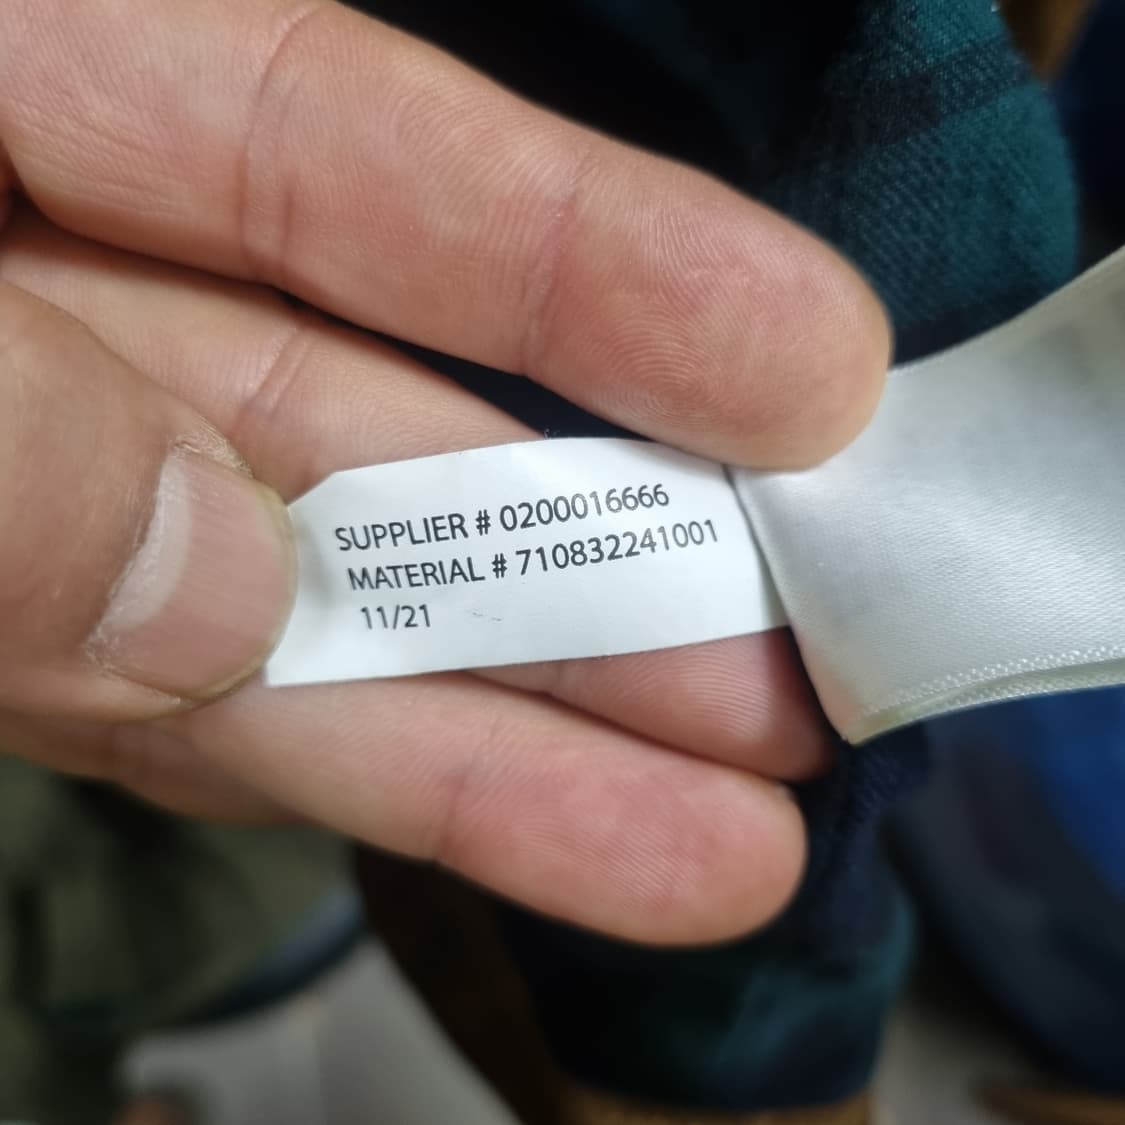 SUPPLIER # 0200016666
MATERIAL # 710832241001
11/21